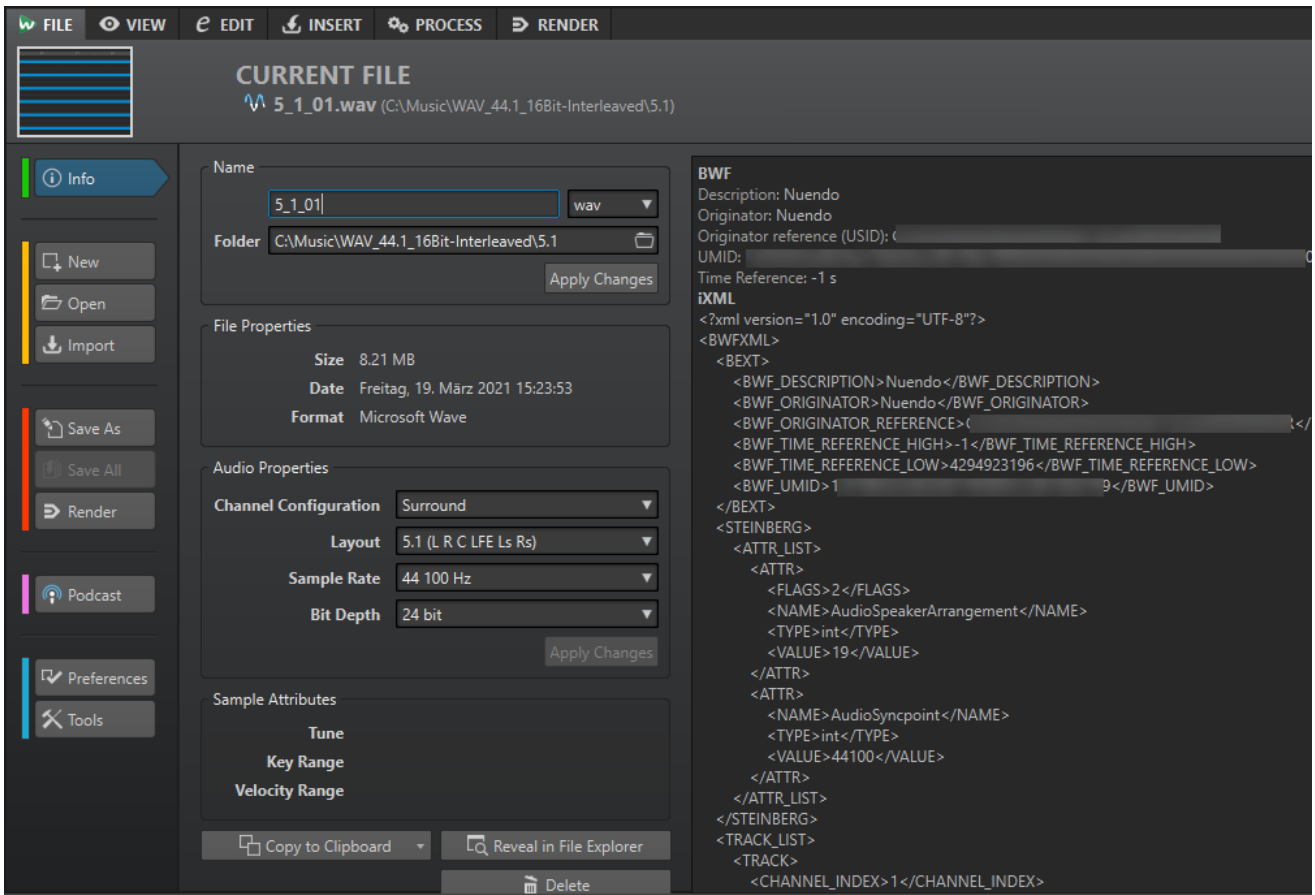 FILE VIEW EDIT INSERT PROCESS RENDER
CURRENT FILE
5_1_01.wav (C:\Music\WAV_44.1_16Bit-Interleaved\5.1)
Info
New
Open
Import
Save As
Save All
Render
Podcast
Preferences
Tools
Name
5_1_01 wav
Folder C:\Music\WAV_44.1_16Bit-Interleaved\5.1
Apply Changes
File Properties
Size 8.21 MB
Date Freitag, 19. März 2021 15:23:53
Format Microsoft Wave
Audio Properties
Channel Configuration Surround
Layout 5.1 (L R C LFE Ls Rs)
Sample Rate 44 100 Hz
Bit Depth 24 bit
Apply Changes
Sample Attributes
Tune
Key Range
Velocity Range
Copy to Clipboard Reveal in File Explorer
Delete
BWF
Description: Nuendo
Originator: Nuendo
Originator reference (USID):
UMID:
Time Reference: -1 s
iXML
<?xml version="1.0" encoding="UTF-8"?>
<BWFXML>
<BEXT>
<BWF_DESCRIPTION>Nuendo</BWF_DESCRIPTION>
<BWF_ORIGINATOR>Nuendo</BWF_ORIGINATOR>
<BWF_ORIGINATOR_REFERENCE>
<BWF_TIME_REFERENCE_HIGH>-1</BWF_TIME_REFERENCE_HIGH>
<BWF_TIME_REFERENCE_LOW>4294923196</BWF_TIME_REFERENCE_LOW>
<BWF_UMID>1 9</BWF_UMID>
</BEXT>
<STEINBERG>
<ATTR_LIST>
<ATTR>
<FLAGS>2</FLAGS>
<NAME>AudioSpeakerArrangement</NAME>
<TYPE>int</TYPE>
<VALUE>19</VALUE>
</ATTR>
<ATTR>
<NAME>AudioSyncpoint</NAME>
<TYPE>int</TYPE>
<VALUE>44100</VALUE>
</ATTR>
</ATTR_LIST>
</STEINBERG>
<TRACK_LIST>
<TRACK>
<CHANNEL_INDEX>1</CHANNEL_INDEX>